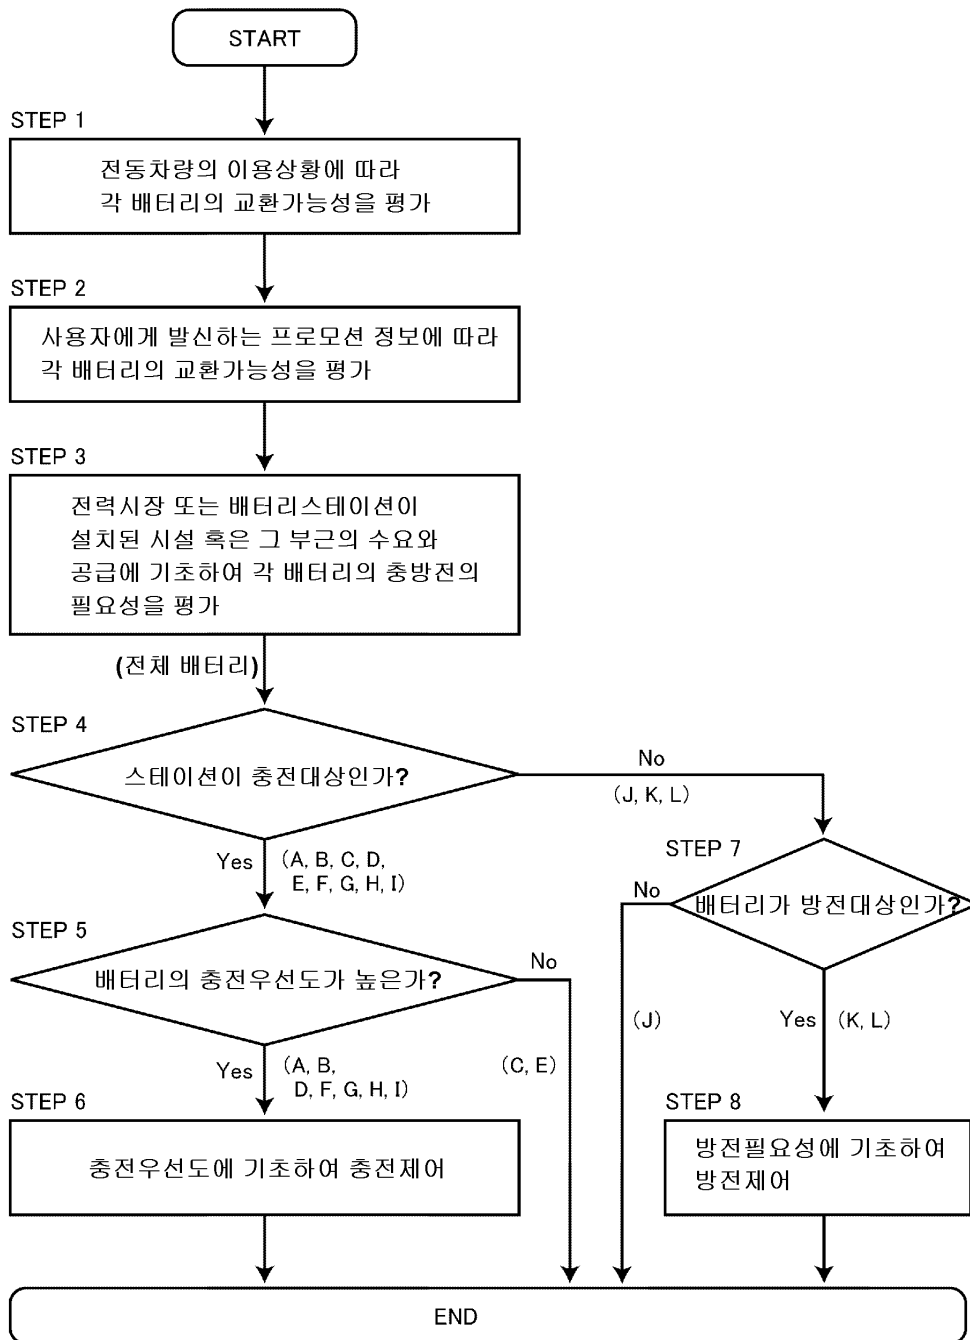 START
STEP 1
전동차량의 이용상황에 따라
각 배터리의 교환가능성을 평가
STEP 2
사용자에게 발신하는 프로모션 정보에 따라
각 배터리의 교환가능성을 평가
STEP 3
전력시장 또는 배터리스테이션이
설치된 시설 혹은 그 부근의 수요와
공급에 기초하여 각 배터리의 충방전의
필요성을 평가
(전체 배터리)
STEP 4
스테이션이 충전대상인가?
No
(J, K, L)
Yes
(A, B, C, D,
E, F, G, H, I)
STEP 7
배터리가 방전대상인가?
No
(J)
Yes
(K, L)
STEP 5
배터리의 충전우선도가 높은가?
No
(C, E)
Yes
(A, B,
D, F, G, H, I)
STEP 6
충전우선도에 기초하여 충전제어
STEP 8
방전필요성에 기초하여
방전제어
END